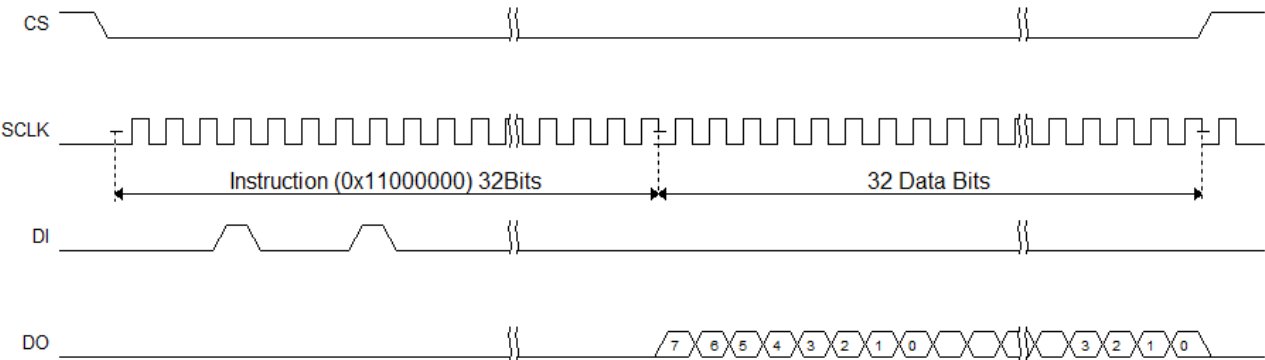 CS
SCLK
Instruction (0x11000000) 32Bits
32 Data Bits
DI
DO
7 6 5 4 3 2 1 0 3 2 1 0